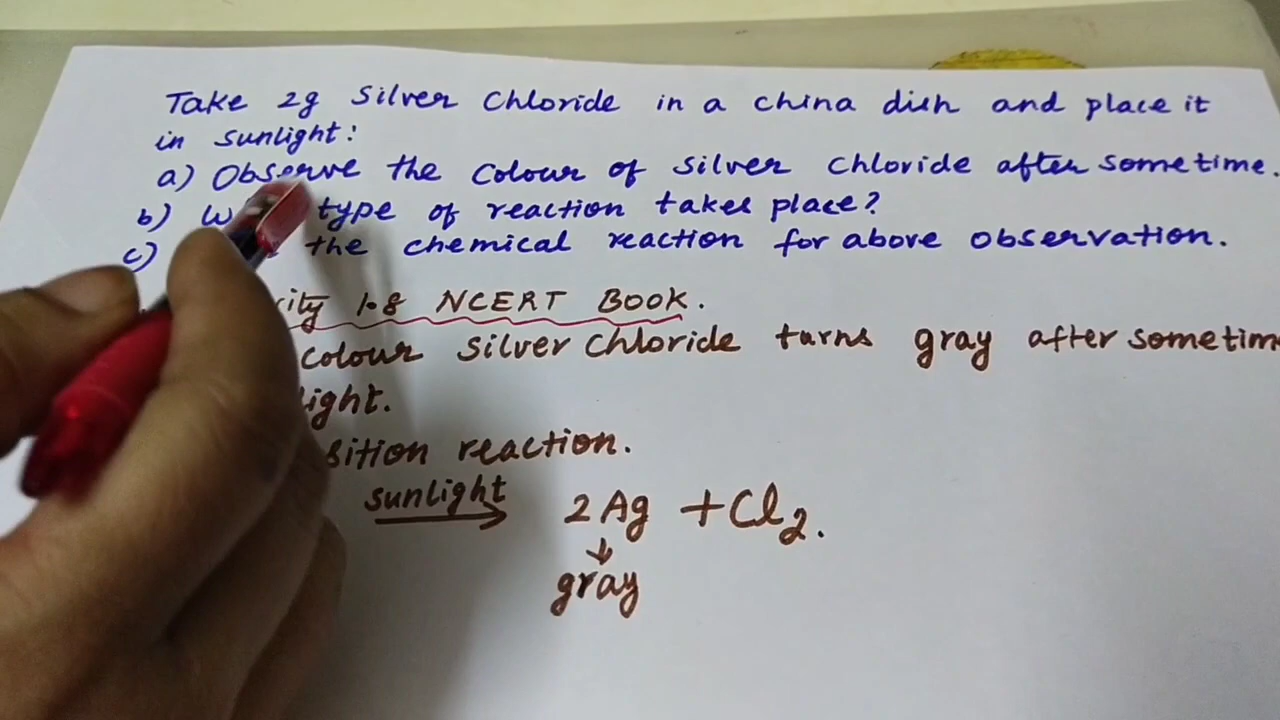 Take 2g Silver Chloride in a china dish and place it
in sunlight:
a) Observe the colour of silver chloride after sometime.
b) type of reaction takes place?
c) the chemical reaction for above observation.
1.8 NCERT BOOK.
colour silver chloride turns gray after
sition reaction.
sunlight 2Ag + Cl₂.
↓
gray